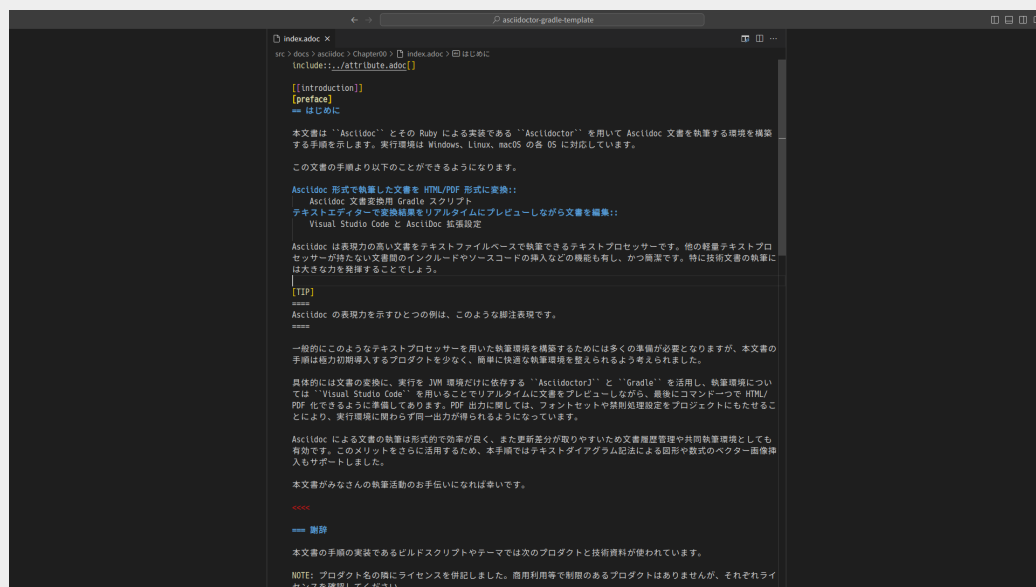 asciidoctor-gradle-template
index.adoc ×
src > docs > asciidoc > Chapter00 > index.adoc > はじめに
include::../attribute.adoc[]
[[introduction]]
[preface]
== はじめに
本文書は ``Asciidoc`` とその Ruby による実装である ``Asciidoctor`` を用いて Asciidoc 文書を執筆する環境を構築
する手順を示します。実行環境は Windows、Linux、macOS の各 OS に対応しています。
この文書の手順より以下のことができるようになります。
Asciidoc 形式で執筆した文書を HTML/PDF 形式に変換::
Asciidoc 文書変換用 Gradle スクリプト
テキストエディターで変換結果をリアルタイムにプレビューしながら文書を編集::
Visual Studio Code と AsciiDoc 拡張設定
Asciidoc は表現力の高い文書をテキストファイルベースで執筆できるテキストプロセッサーです。他の軽量テキストプロ
セッサーが持たない文書間のインクルードやソースコードの挿入などの機能も有し、かつ簡潔です。特に技術文書の執筆に
は大きな力を発揮することでしょう。
[TIP]
====
Asciidoc の表現力を示すひとつの例は、このような脚注表現です。
====
一般的にこのようなテキストプロセッサーを用いた執筆環境を構築するためには多くの準備が必要となりますが、本文書の
手順は極力初期導入するプロダクトを少なく、簡単に快適な執筆環境を整えられるよう考えられました。
具体的には文書の変換に、実行を JVM 環境だけに依存する ``AsciidoctorJ`` と ``Gradle`` を活用し、執筆環境につい
ては ``Visual Studio Code`` を用いることでリアルタイムに文書をプレビューしながら、最後にコマンド一つで HTML/
PDF 化できるように準備してあります。PDF 出力に関しては、フォントセットや禁則処理設定をプロジェクトにもたせるこ
とにより、実行環境に関わらず同一出力が得られるようになっています。
Asciidoc による文書の執筆は形式的で効率が良く、また更新差分が取りやすいため文書履歴管理や共同執筆環境としても
有効です。このメリットをさらに活用するため、本手順ではテキストダイアグラム記法による図形や数式のベクター画像挿
入もサポートしました。
本文書がみなさんの執筆活動のお手伝いになれば幸いです。
<<<<
=== 謝辞
本文書の手順の実装であるビルドスクリプトやテーマでは次のプロダクトと技術資料が使われています。
NOTE: プロダクト名の隣にライセンスを併記しました。商用利用等で制限のあるプロダクトはありませんが、それぞれライ
センスを確認してください